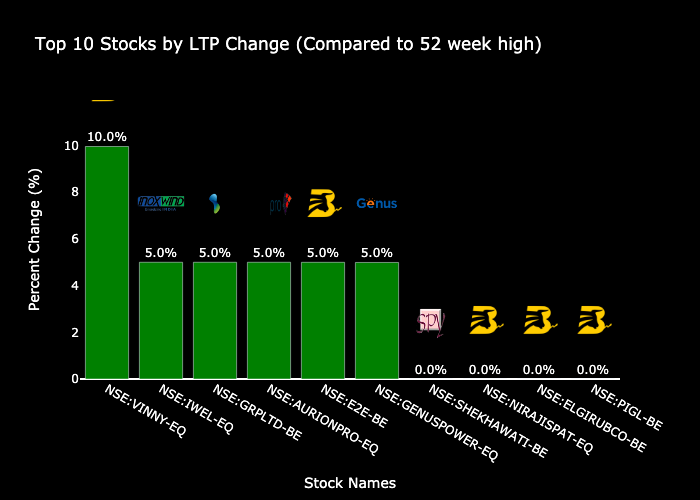 Top 10 Stocks by LTP Change (Compared to 52 week high)
Percent Change (%)
10
8
6
4
2
0
10.0%
5.0%
5.0%
5.0%
5.0%
5.0%
0.0%
0.0%
0.0%
0.0%
INOXWIND
Genus
NSE:VINNY-EQ
NSE:IWEL-EQ
NSE:GRPLTD-BE
NSE:AURIONPRO-EQ
NSE:E2E-BE
NSE:GENUSPOWER-EQ
NSE:SHEKHAWATI-BE
NSE:NIRAJISPAT-EQ
NSE:ELGIRUBCO-BE
NSE:PIGL-BE
Stock Names